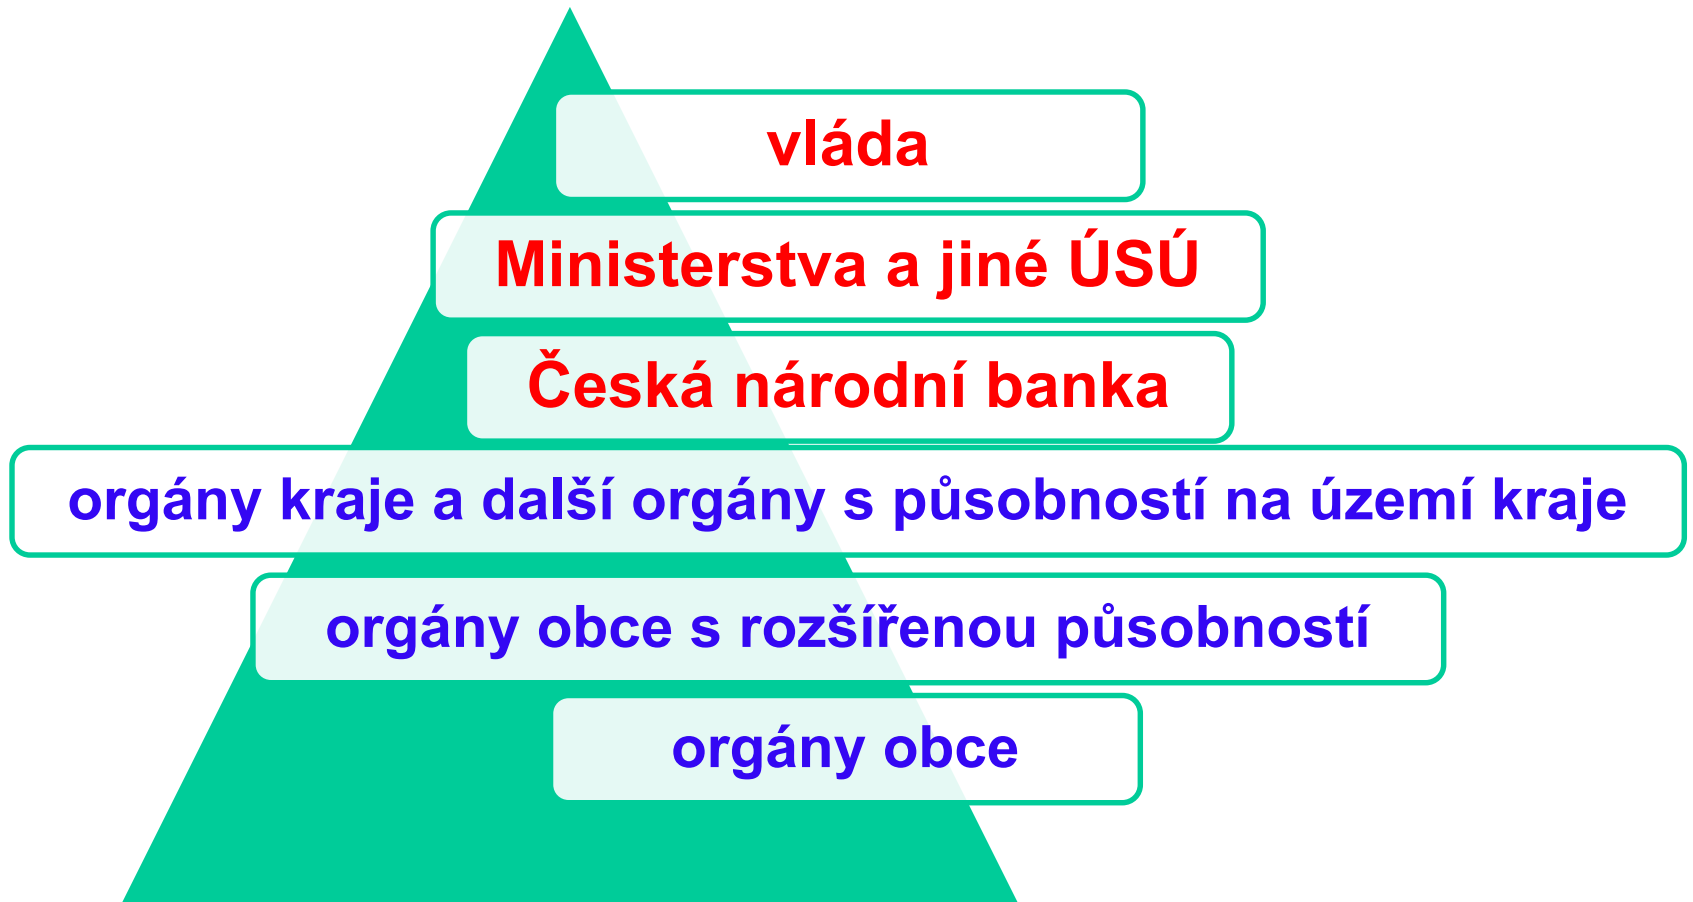 vláda
Ministerstva a jiné ÚSÚ
Česká národní banka
orgány kraje a další orgány s působností na území kraje
orgány obce s rozšířenou působností
orgány obce